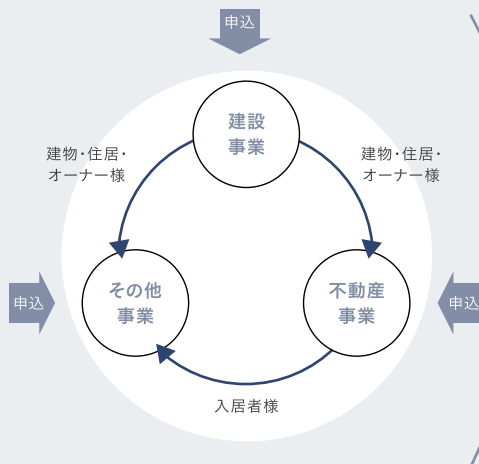 申込
建設
事業
建物・住居・
オーナー様
建物・住居・
オーナー様
申込
その他
事業
不動産
事業
申込
入居者様